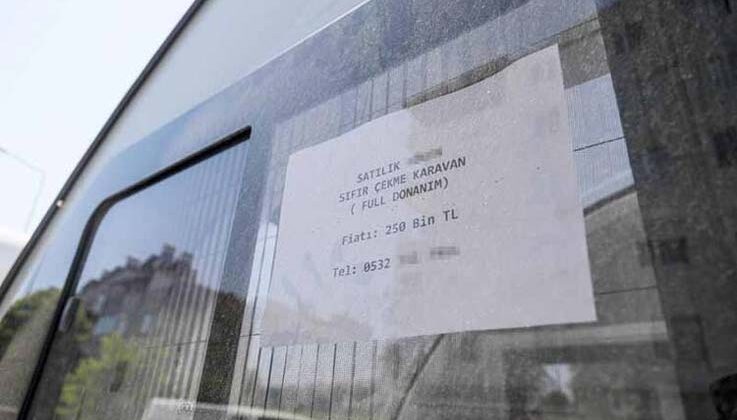 SATILIK
SIFIR ÇEKME KARAVAN
( FULL DONANIM)
Fiatı: 250 Bin TL
Tel: 0532